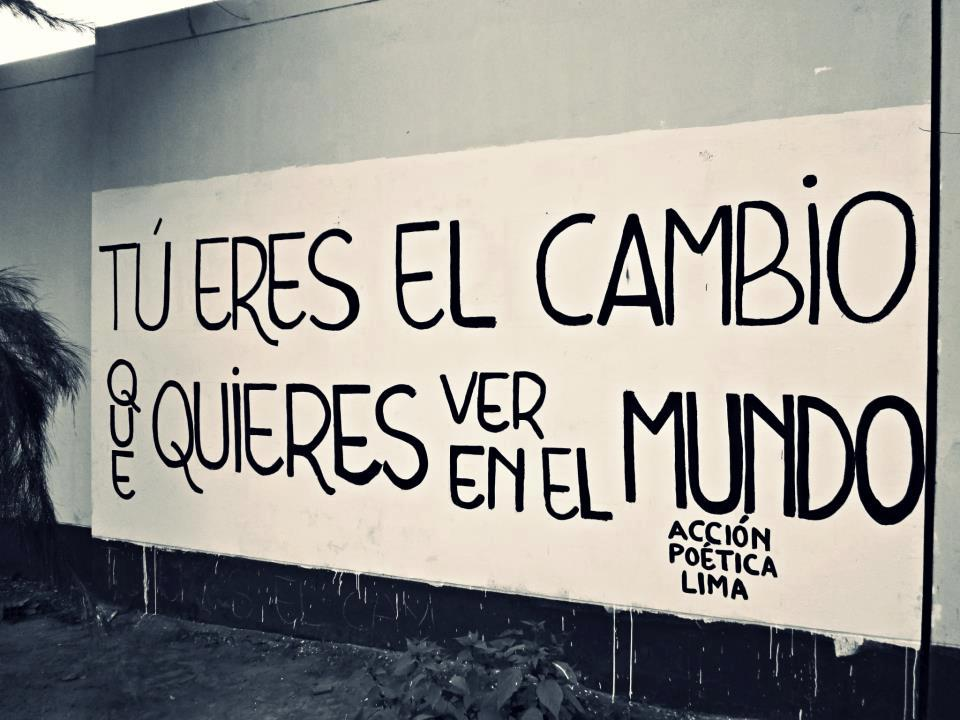 TÚ ERES EL CAMBIO
QUE QUIERES VER EN EL MUNDO
ACCIÓN
POÉTICA
LIMA